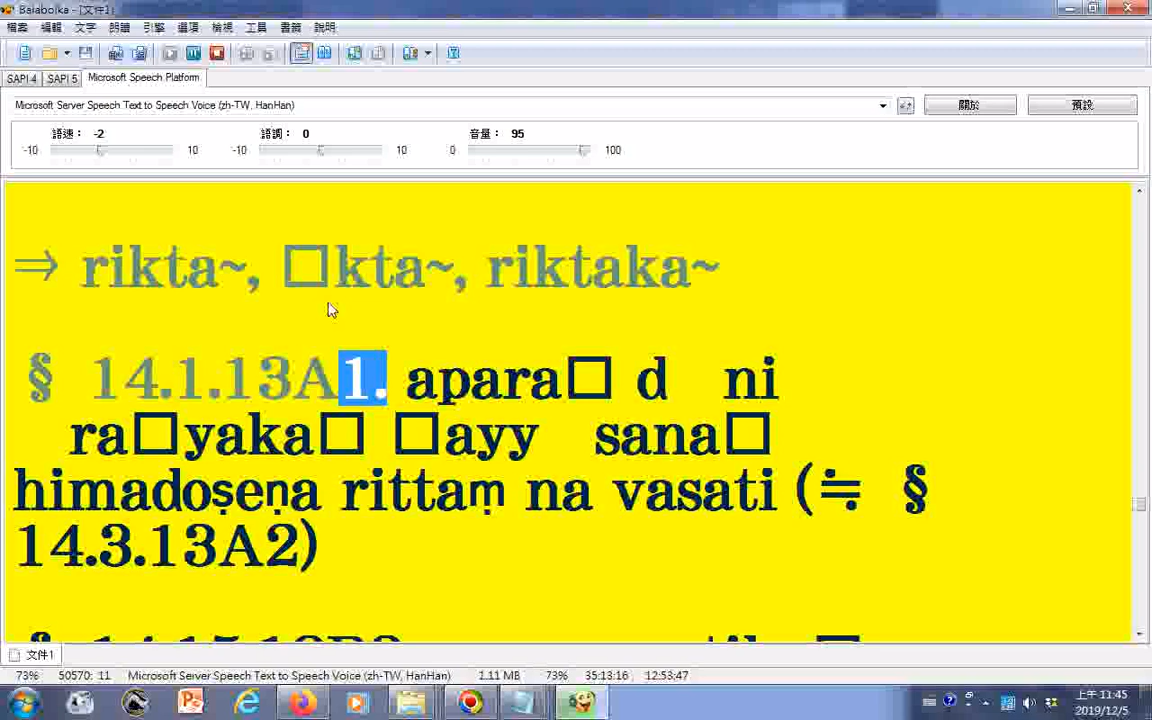 Balabolka - [文件1]
檔案 編輯 文字 朗讀 引擎 選項 檢視 工具 書籤 說明
SAPI 4 SAPI 5 Microsoft Speech Platform
Microsoft Server Speech Text to Speech Voice (zh-TW, HanHan) 關於 預設
語速： -2 語調： 0 音量： 95
-10 10 -10 10 0 100
⇒ rikta~, □kta~, riktaka~
§ 14.1.13A1. apara□ d ni
ra□yaka□ □ayy sana□
himadoṣeṇa rittaṃ na vasati (≒ §
14.3.13A2)
文件1
73% 50570: 11 Microsoft Server Speech Text to Speech Voice (zh-TW, HanHan) 1.11 MB 73% 35:13:16 12:53:47
上午 11:45
2019/12/5